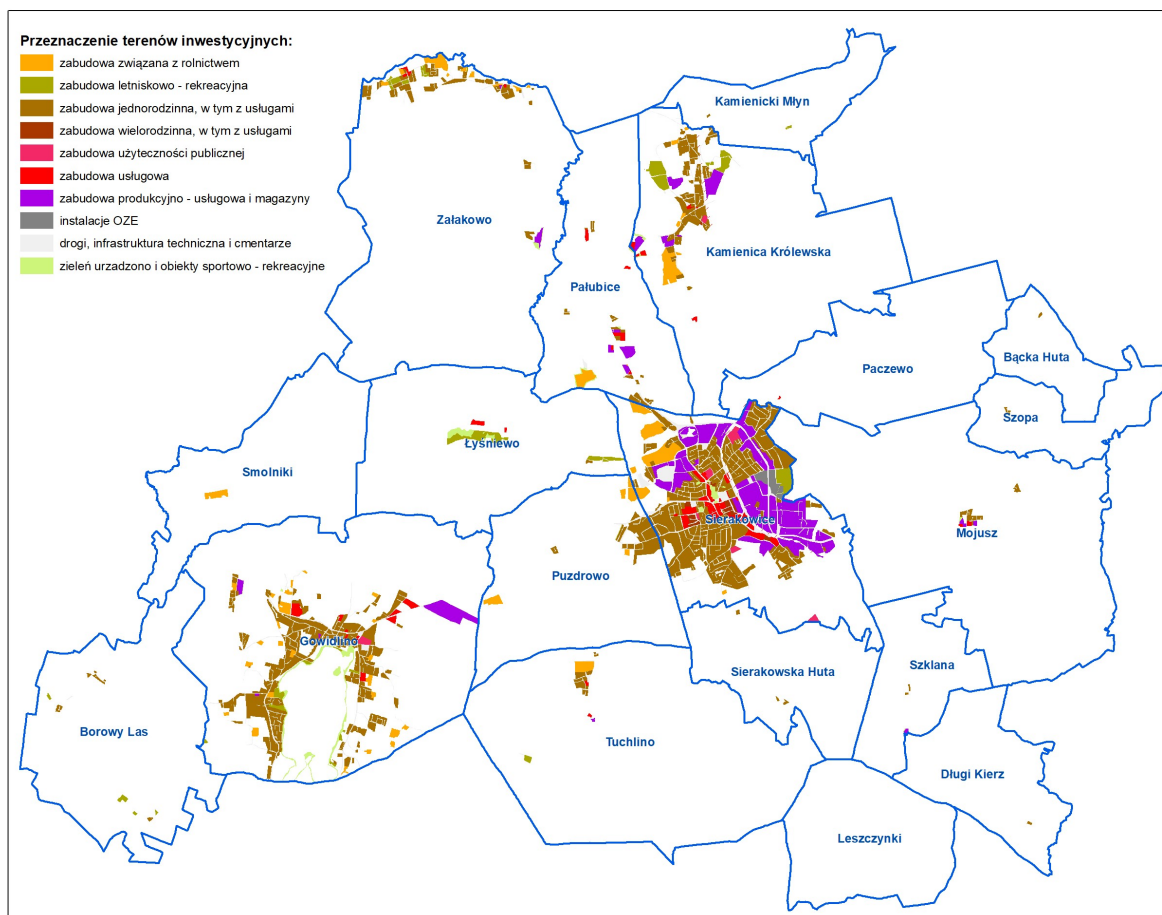 Przeznaczenie terenów inwestycyjnych:
zabudowa związana z rolnictwem
zabudowa letniskowo - rekreacyjna
zabudowa jednorodzinna, w tym z usługami
zabudowa wielorodzinna, w tym z usługami
zabudowa użyteczności publicznej
zabudowa usługowa
zabudowa produkcyjno - usługowa i magazyny
instalacje OZE
drogi, infrastruktura techniczna i cmentarze
zieleń urzadzono i obiekty sportowo - rekreacyjne
Kamienicki Młyn
Załakowo
Kamienica Królewska
Pałubice
Bącka Huta
Paczewo
Szopa
Łyśniewo
Smolniki
Sierakowice
Mojusz
Puzdrowo
Gowidlino
Sierakowska Huta
Szklana
Borowy Las
Tuchlino
Długi Kierz
Leszczynki